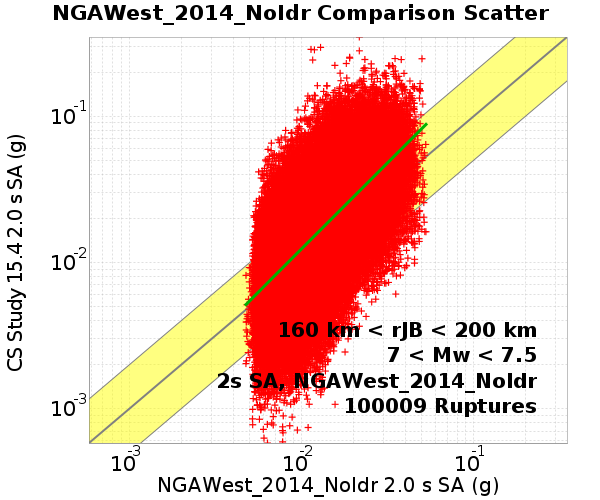 NGAWest_2014_NoIdr Comparison Scatter
CS Study 15.4 2.0 s SA (g)
10-1
10-2
10-3
160 km < rJB < 200 km
7 < Mw < 7.5
2s SA, NGAWest_2014_NoIdr
100009 Ruptures
10-3
10-2
10-1
NGAWest_2014_NoIdr 2.0 s SA (g)